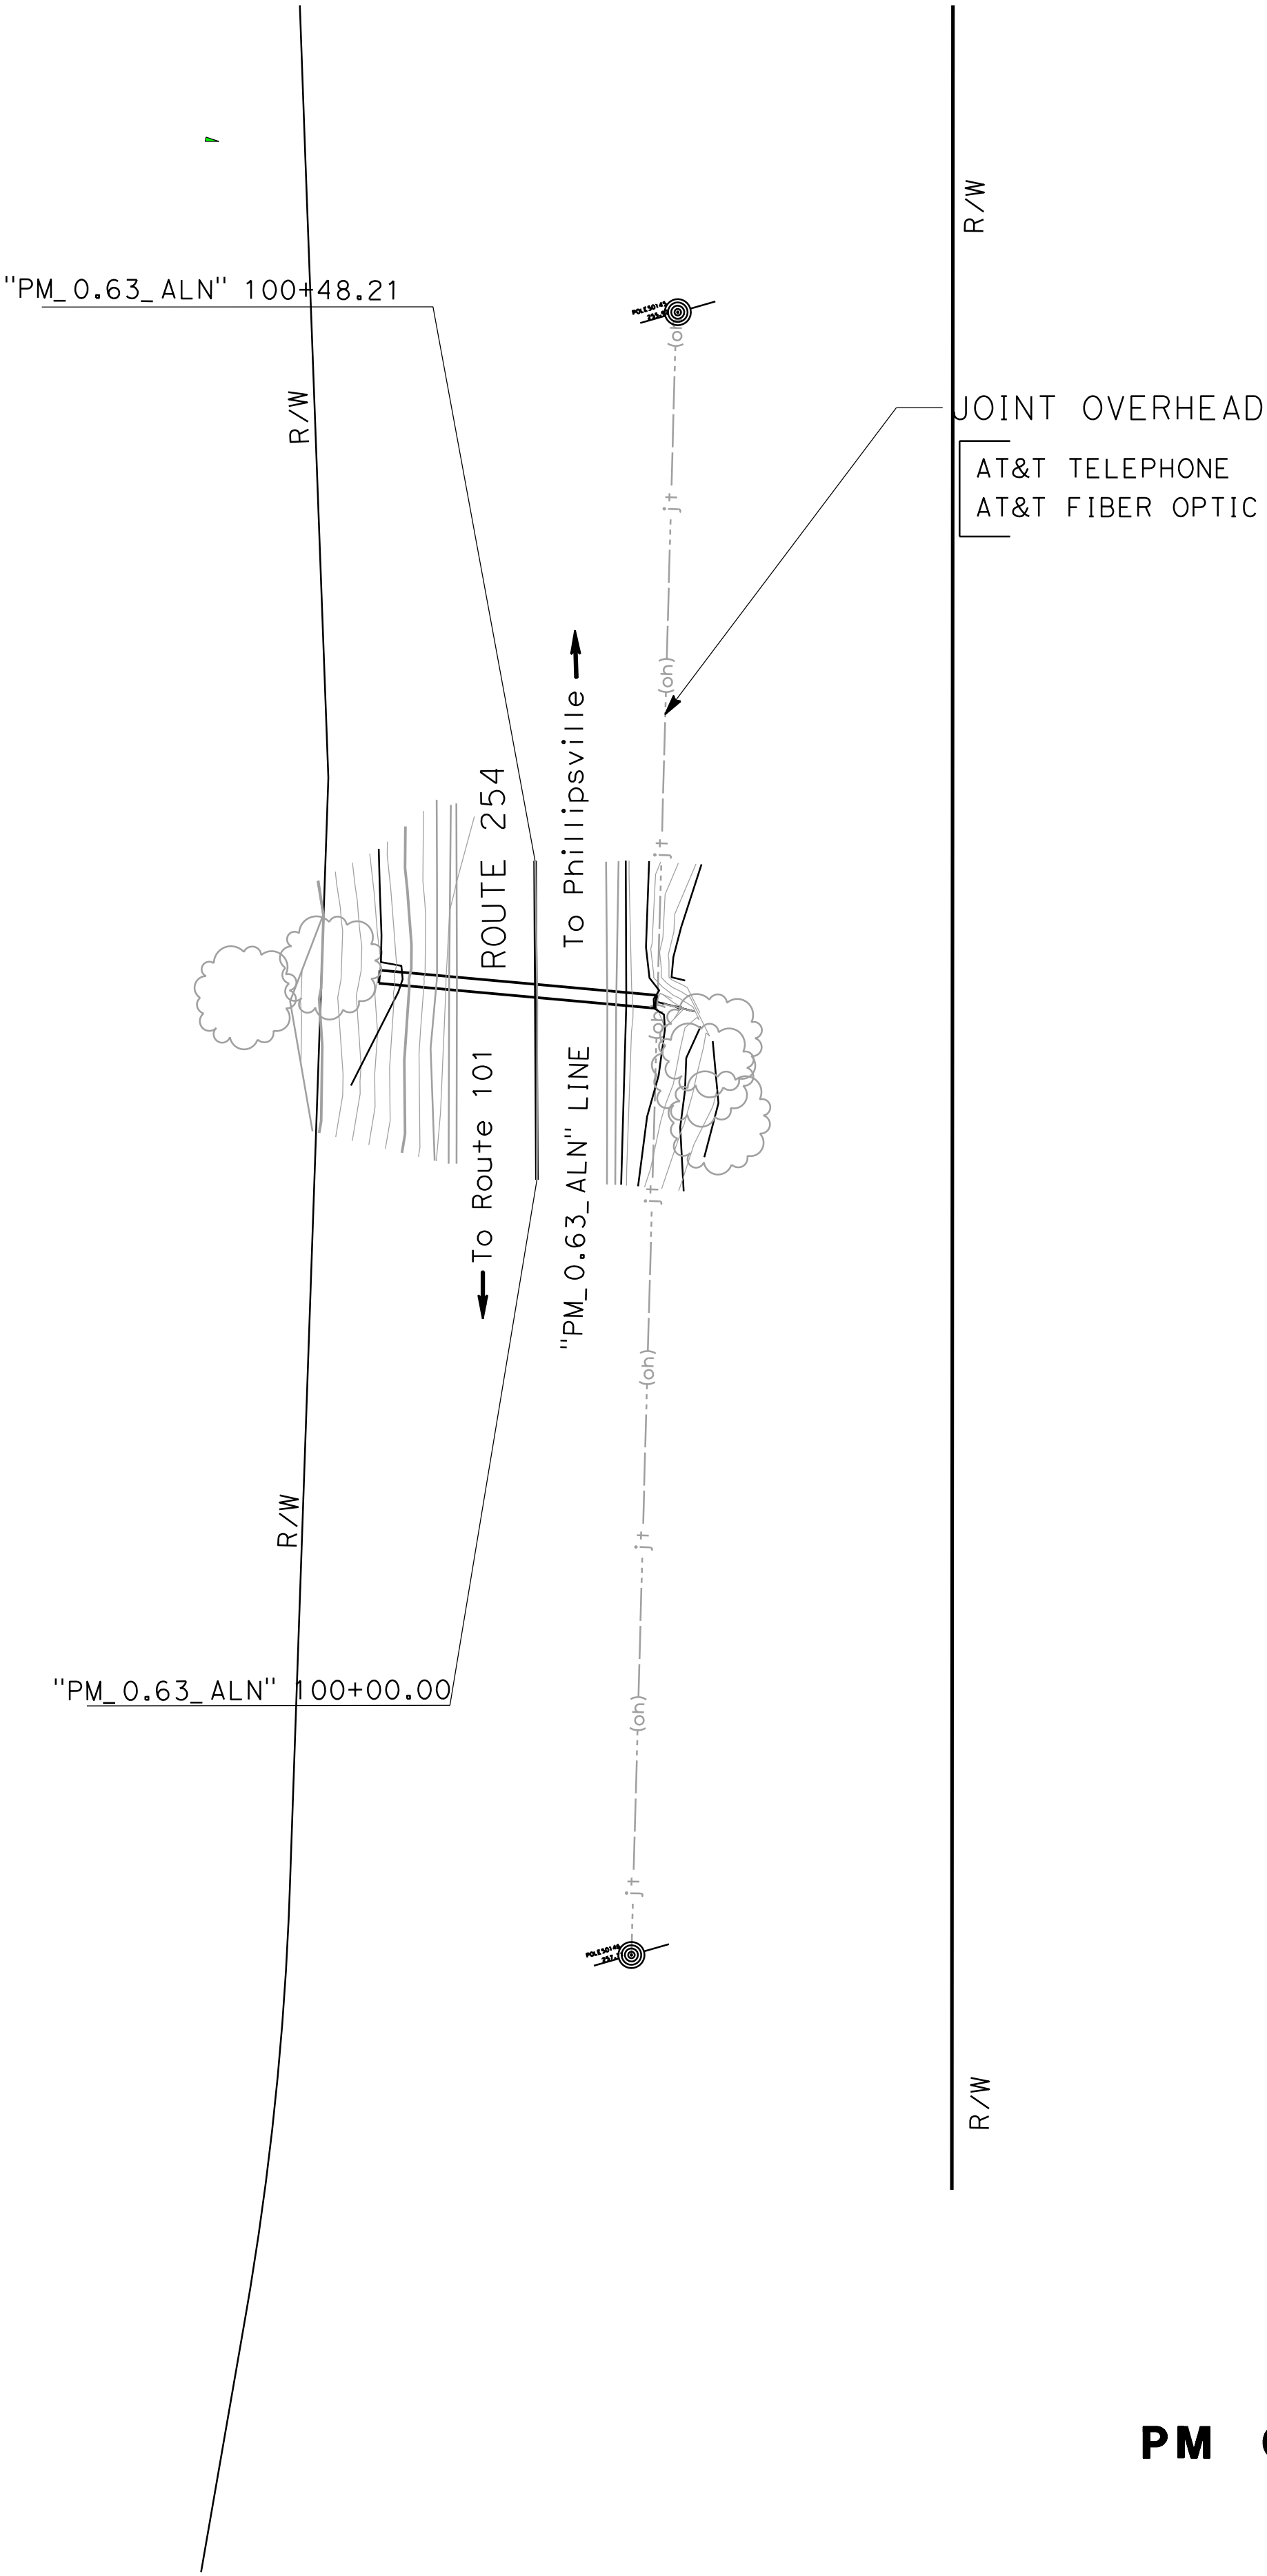 R/W
"PM_0.63_ALN" 100+48.21
R/W
JOINT OVERHEAD
AT&T TELEPHONE
AT&T FIBER OPTIC
(oh)
jt
(oh)
jt
To Phillipsville
ROUTE 254
(oh)
To Route 101
"PM_0.63_ALN" LINE
jt
(oh)
R/W
jt
"PM_0.63_ALN" 100+00.00
(oh)
jt
R/W
PM